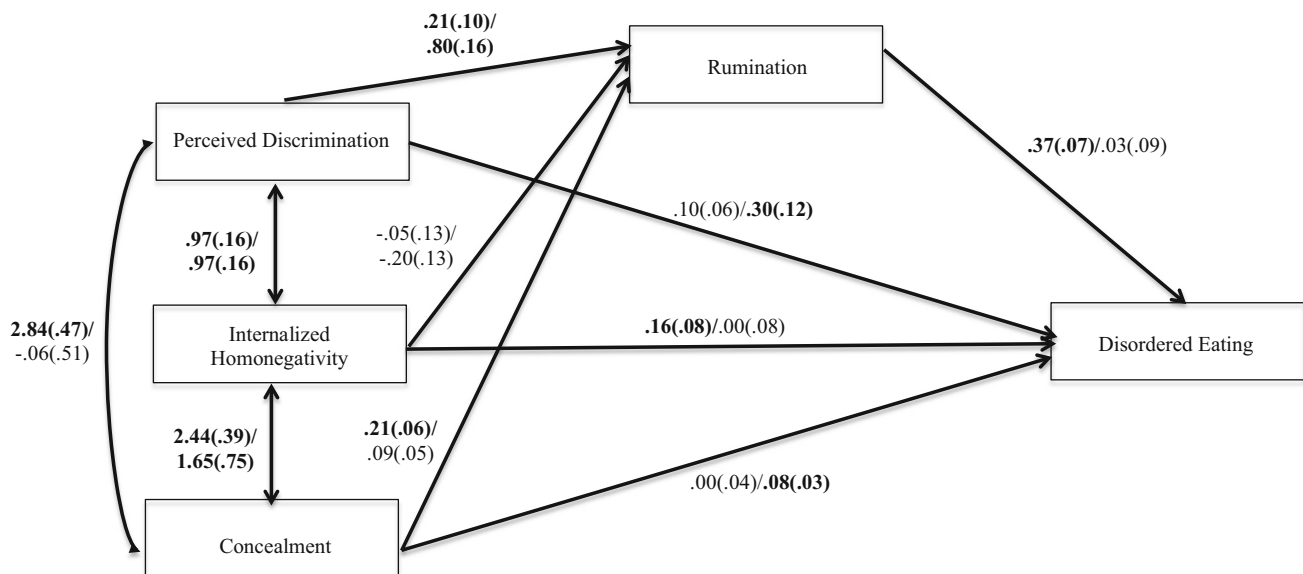 .21(.10)/
.80(.16)
Rumination
Perceived Discrimination
.37(.07)/.03(.09)
.10(.06)/.30(.12)
.97(.16)/
.97(.16)
-.05(.13)/
-.20(.13)
2.84(.47)/
-.06(.51)
Internalized
Homonegativity
.16(.08)/.00(.08)
Disordered Eating
2.44(.39)/
1.65(.75)
.21(.06)/
.09(.05)
.00(.04)/.08(.03)
Concealment